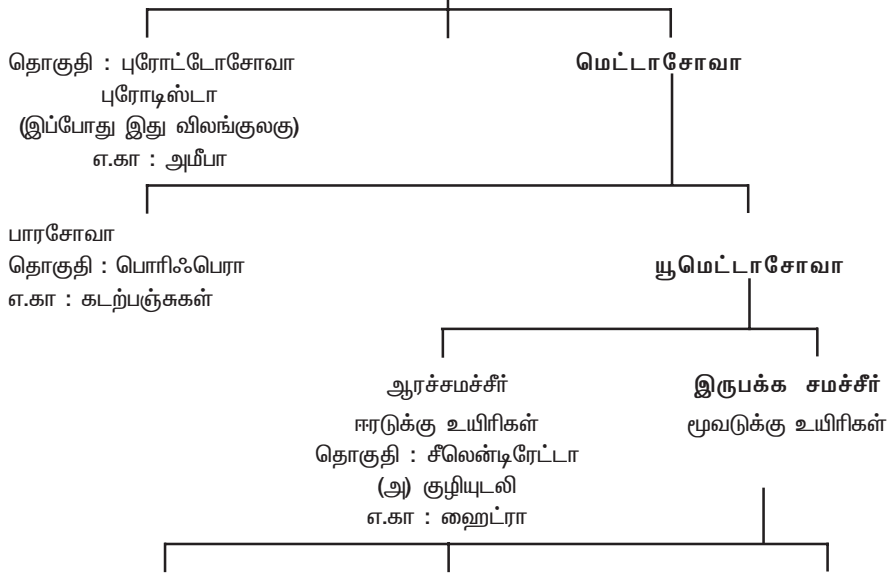 தொகுதி : புரோட்டோசோவா
புரோடிஸ்டா
(இப்போது இது விலங்குலகு)
எ.கா : அமீபா
மெட்டாசோவா
பாரசோவா
தொகுதி : பொரிஃபெரா
எ.கா : கடற்பஞ்சுகள்
யூமெட்டாசோவா
ஆரச்சமச்சீர்
ஈரடுக்கு உயிரிகள்
தொகுதி : சீலென்டிரேட்டா
(அ) குழியுடலி
எ.கா : ஹைட்ரா
இருபக்க சமச்சீர்
மூவடுக்கு உயிரிகள்